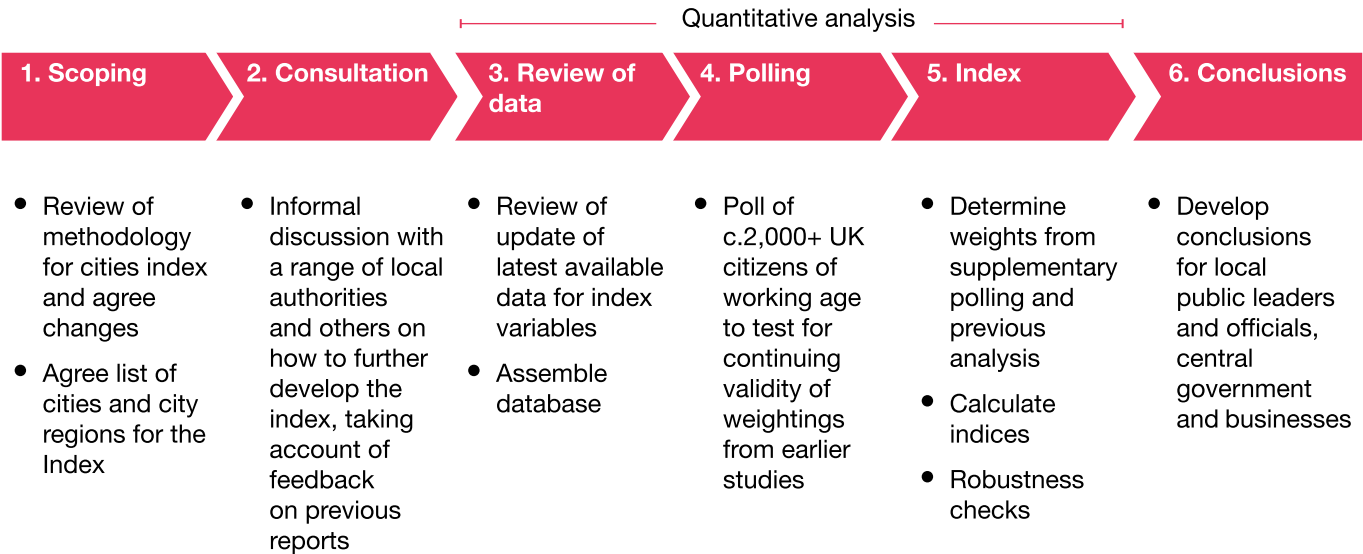 Quantitative analysis
1. Scoping
2. Consultation
3. Review of
data
4. Polling
5. Index
6. Conclusions
• Review of
methodology
for cities index
and agree
changes
• Agree list of
cities and city
regions for the
Index
• Informal
discussion with
a range of local
authorities
and others on
how to further
develop the
index, taking
account of
feedback
on previous
reports
• Review of
update of
latest available
data for index
variables
• Assemble
database
• Poll of
c.2,000+ UK
citizens of
working age
to test for
continuing
validity of
weightings
from earlier
studies
• Determine
weights from
supplementary
polling and
previous
analysis
• Calculate
indices
• Robustness
checks
• Develop
conclusions
for local
public leaders
and officials,
central
government
and businesses